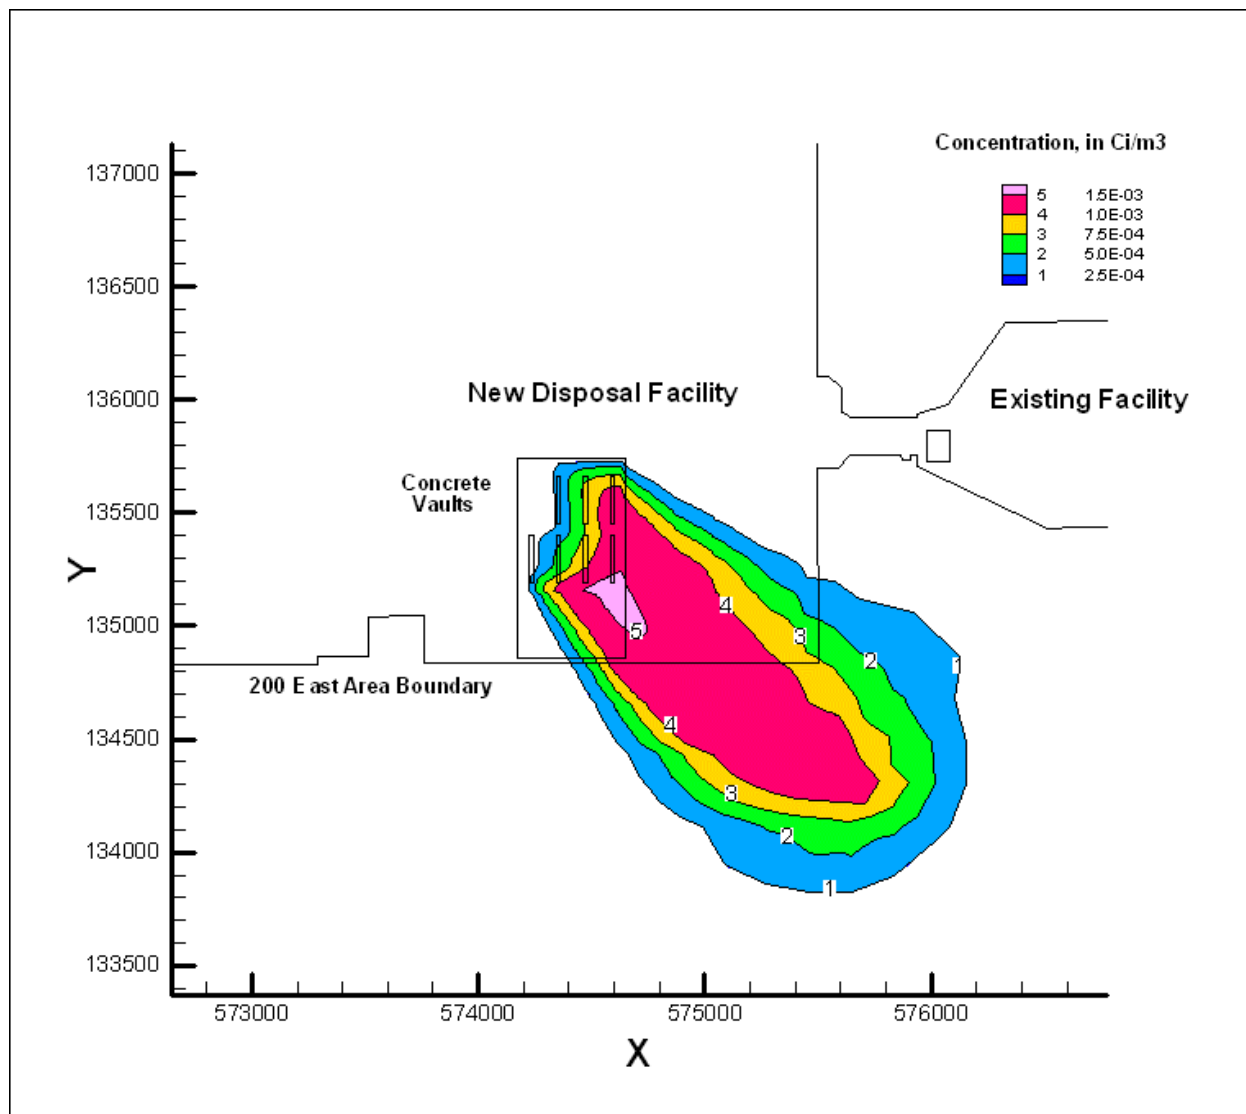 Concentration, in Ci/m3
5 1.5E-03
4 1.0E-03
3 7.5E-04
2 5.0E-04
1 2.5E-04
137000
136500
136000
135500
135000
134500
134000
133500
Y
New Disposal Facility
Existing Facility
Concrete
Vaults
200 East Area Boundary
4
3
5
2
1
4
3
2
1
573000
574000
575000
576000
X